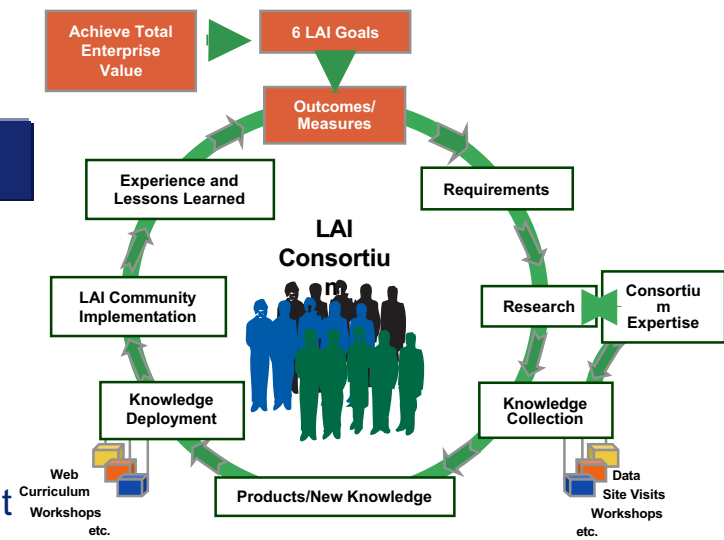 Achieve Total
Enterprise
Value
6 LAI Goals
Outcomes/
Measures
Experience and
Lessons Learned
Requirements
LAI
Consortiu
m
LAI Community
Implementation
Research
Consortiu
m
Expertise
Knowledge
Deployment
Knowledge
Collection
Products/New Knowledge
Web
Curriculum
Workshops
etc.
t
Data
Site Visits
Workshops
etc.